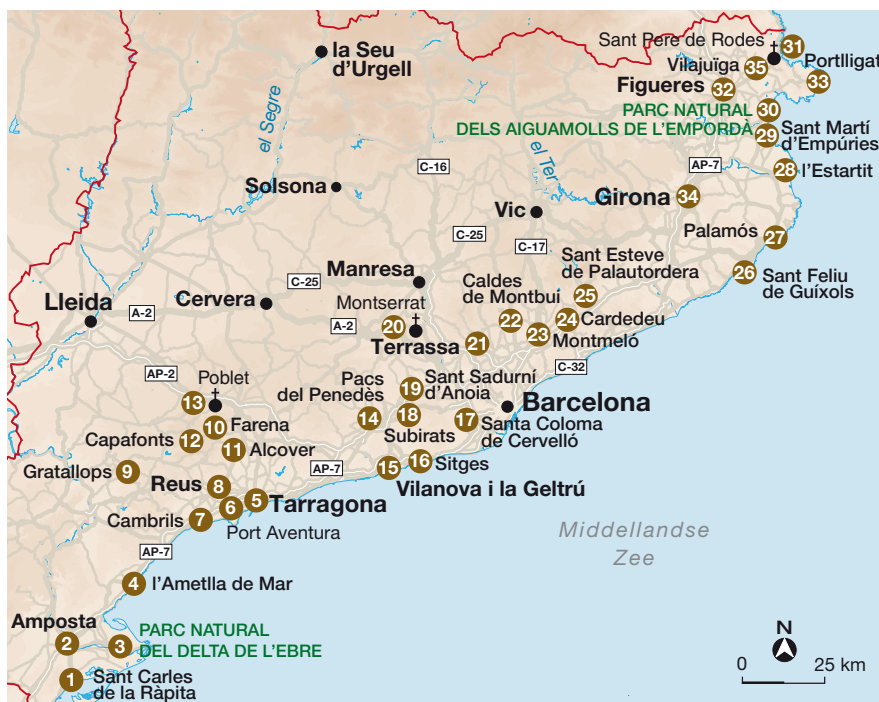 Sant Pere de Rodes
31
la Seu
d'Urgell
Vilajuïga
35
Portlligat
33
Figueres
32
PARC NATURAL
DELS AIGUAMOLLS DE L'EMPORDÀ
30
29
Sant Martí
d'Empúries
el Segre
el Ter
C-16
AP-7
28
l'Estartit
Solsona
Girona
34
Vic
Palamós
27
C-25
C-17
Sant Esteve
de Palautordera
25
26
Sant Feliu
de Guíxols
Manresa
C-25
Caldes
de Montbui
22
Lleida
A-2
Cervera
Montserrat
20
A-2
24
Cardedeu
23
Montmeló
Terrassa
21
C-32
AP-2
Poblet
13
Pacs
del Penedès
14
19
Sant Sadurní
d'Anoia
Barcelona
18
Subirats
17
Santa Coloma
de Cervelló
10
Farena
Capafonts
12
11
Alcover
Gratallops
9
AP-7
15
16
Sitges
Vilanova i la Geltrú
Reus
8
5
Tarragona
6
Port Aventura
Cambrils
7
Middellandse
Zee
AP-7
4
l'Ametlla de Mar
Amposta
2
3
PARC NATURAL
DEL DELTA DE L'EBRE
1
Sant Carles
de la Ràpita
N
0
25 km